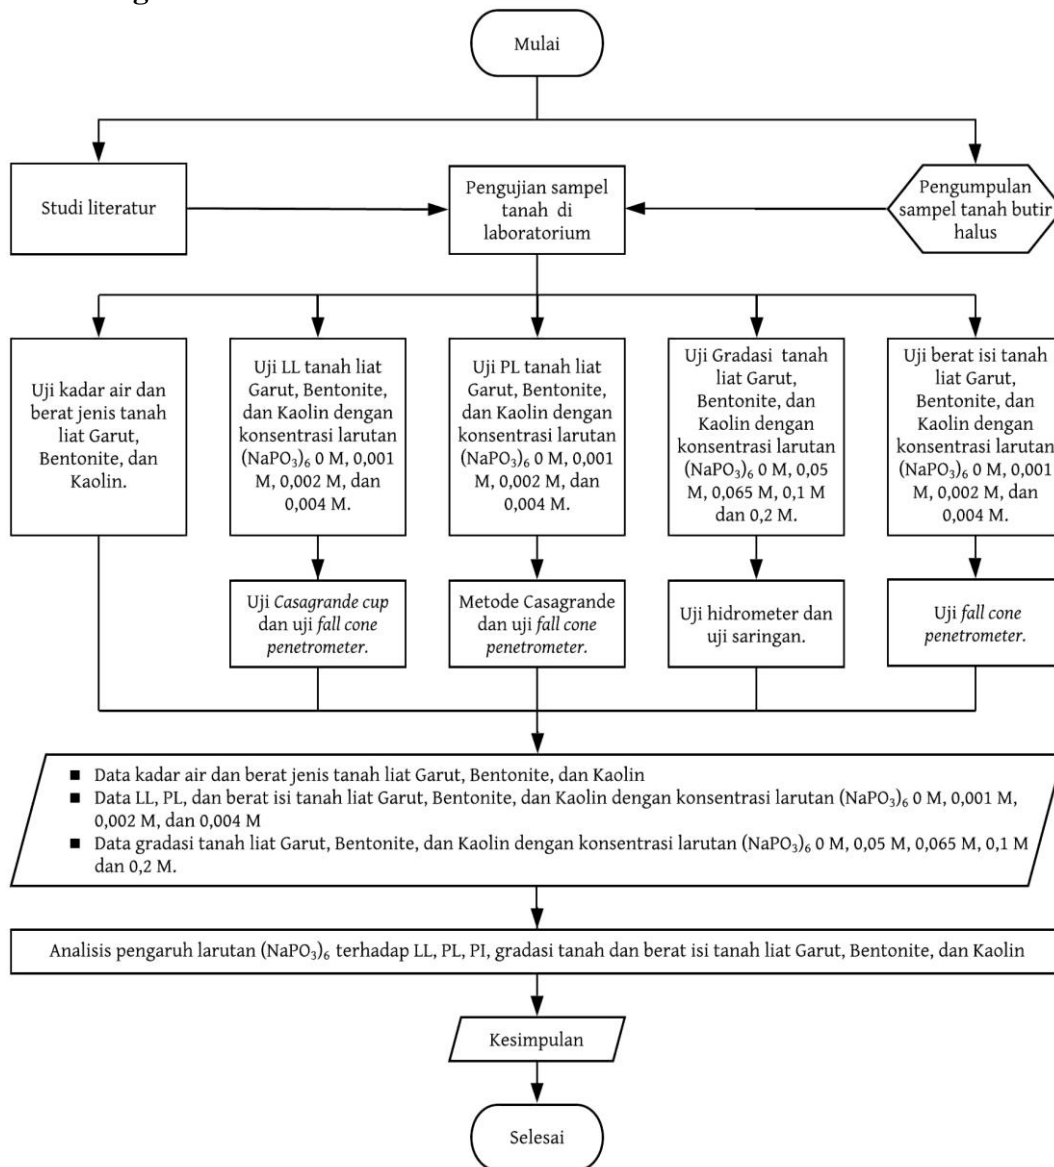 Mulai
Studi literatur
Pengujian sampel
tanah di
laboratorium
Pengumpulan
sampel tanah butir
halus
Uji kadar air dan
berat jenis tanah
liat Garut,
Bentonite, dan
Kaolin.
Uji LL tanah liat
Garut, Bentonite,
dan Kaolin dengan
konsentrasi larutan
(NaPO₃)₆ 0 M, 0,001
M, 0,002 M, dan
0,004 M.
Uji PL tanah liat
Garut, Bentonite,
dan Kaolin dengan
konsentrasi larutan
(NaPO₃)₆ 0 M, 0,001
M, 0,002 M, dan
0,004 M.
Uji Gradasi tanah
liat Garut,
Bentonite, dan
Kaolin dengan
konsentrasi larutan
(NaPO₃)₆ 0 M, 0,05
M, 0,065 M, 0,1 M
dan 0,2 M.
Uji berat isi tanah
liat Garut,
Bentonite, dan
Kaolin dengan
konsentrasi larutan
(NaPO₃)₆ 0 M, 0,001
M, 0,002 M, dan
0,004 M.
Uji Casagrande cup
dan uji fall cone
penetrometer.
Metode Casagrande
dan uji fall cone
penetrometer.
Uji hidrometer dan
uji saringan.
Uji fall cone
penetrometer.
■ Data kadar air dan berat jenis tanah liat Garut, Bentonite, dan Kaolin
■ Data LL, PL, dan berat isi tanah liat Garut, Bentonite, dan Kaolin dengan konsentrasi larutan (NaPO₃)₆ 0 M, 0,001 M,
0,002 M, dan 0,004 M
■ Data gradasi tanah liat Garut, Bentonite, dan Kaolin dengan konsentrasi larutan (NaPO₃)₆ 0 M, 0,05 M, 0,065 M, 0,1 M
dan 0,2 M.
Analisis pengaruh larutan (NaPO₃)₆ terhadap LL, PL, PI, gradasi tanah dan berat isi tanah liat Garut, Bentonite, dan Kaolin
Kesimpulan
Selesai